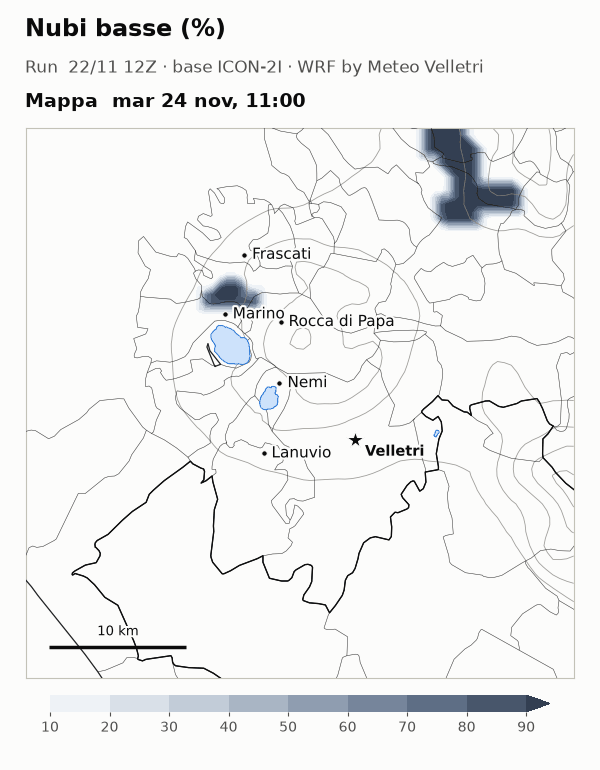 Nubi basse (%)
Run  22/11 12Z · base ICON-2I · WRF by Meteo Velletri
Mappa  mar 24 nov, 11:00
Frascati
Marino
Rocca di Papa
Nemi
Velletri
Lanuvio
10 km
10 20 30 40 50 60 70 80 90